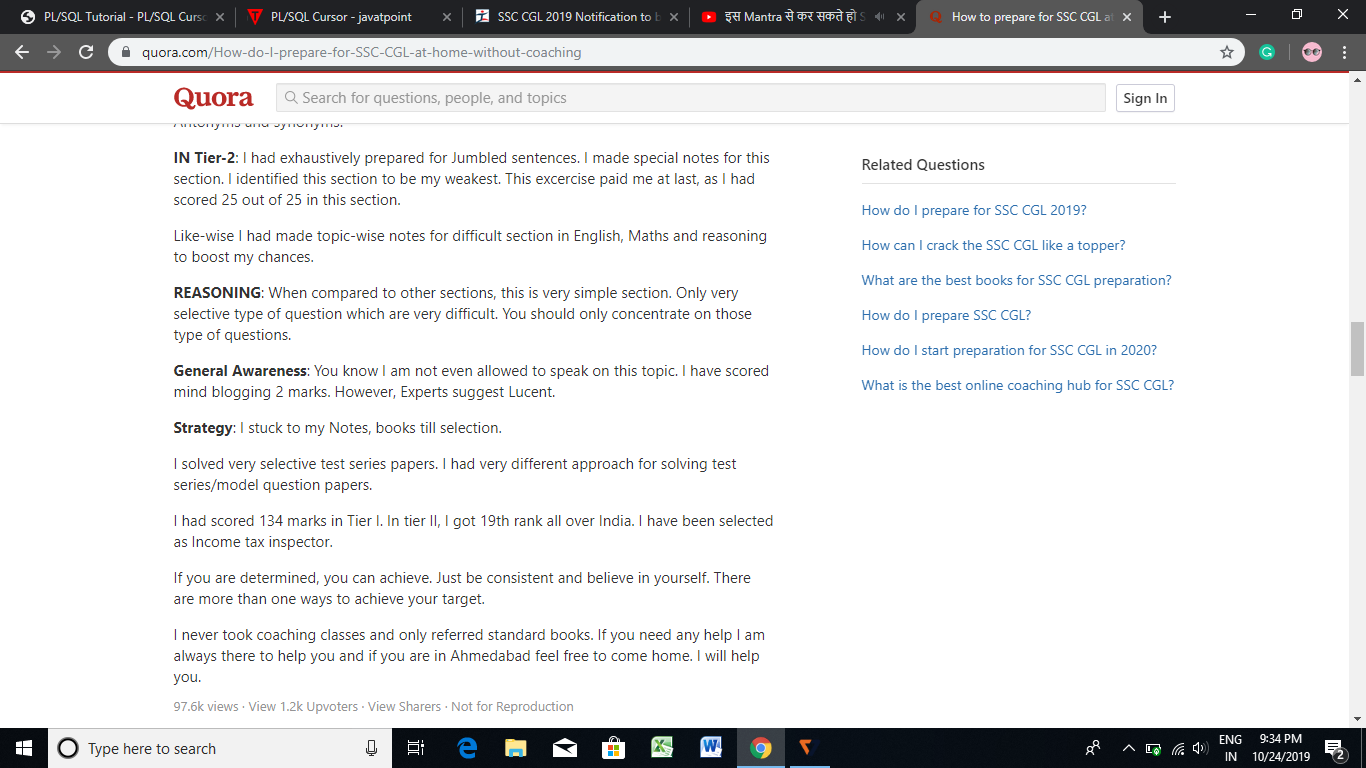 PL/SQL Tutorial - PL/SQL Curs
PL/SQL Cursor - javatpoint
SSC CGL 2019 Notification to b
इस Mantra से कर सकते हो S
How to prepare for SSC CGL at
quora.com/How-do-I-prepare-for-SSC-CGL-at-home-without-coaching
Quora
Search for questions, people, and topics
Sign In
Antonyms and synonyms.
IN Tier-2: I had exhaustively prepared for Jumbled sentences. I made special notes for this
section. I identified this section to be my weakest. This excercise paid me at last, as I had
scored 25 out of 25 in this section.
Like-wise I had made topic-wise notes for difficult section in English, Maths and reasoning
to boost my chances.
REASONING: When compared to other sections, this is very simple section. Only very
selective type of question which are very difficult. You should only concentrate on those
type of questions.
General Awareness: You know I am not even allowed to speak on this topic. I have scored
mind blogging 2 marks. However, Experts suggest Lucent.
Strategy: I stuck to my Notes, books till selection.
I solved very selective test series papers. I had very different approach for solving test
series/model question papers.
I had scored 134 marks in Tier I. In tier II, I got 19th rank all over India. I have been selected
as Income tax inspector.
If you are determined, you can achieve. Just be consistent and believe in yourself. There
are more than one ways to achieve your target.
I never took coaching classes and only referred standard books. If you need any help I am
always there to help you and if you are in Ahmedabad feel free to come home. I will help
you.
97.6k views · View 1.2k Upvoters · View Sharers · Not for Reproduction
Related Questions
How do I prepare for SSC CGL 2019?
How can I crack the SSC CGL like a topper?
What are the best books for SSC CGL preparation?
How do I prepare SSC CGL?
How do I start preparation for SSC CGL in 2020?
What is the best online coaching hub for SSC CGL?
Type here to search
ENG
IN
9:34 PM
10/24/2019
2